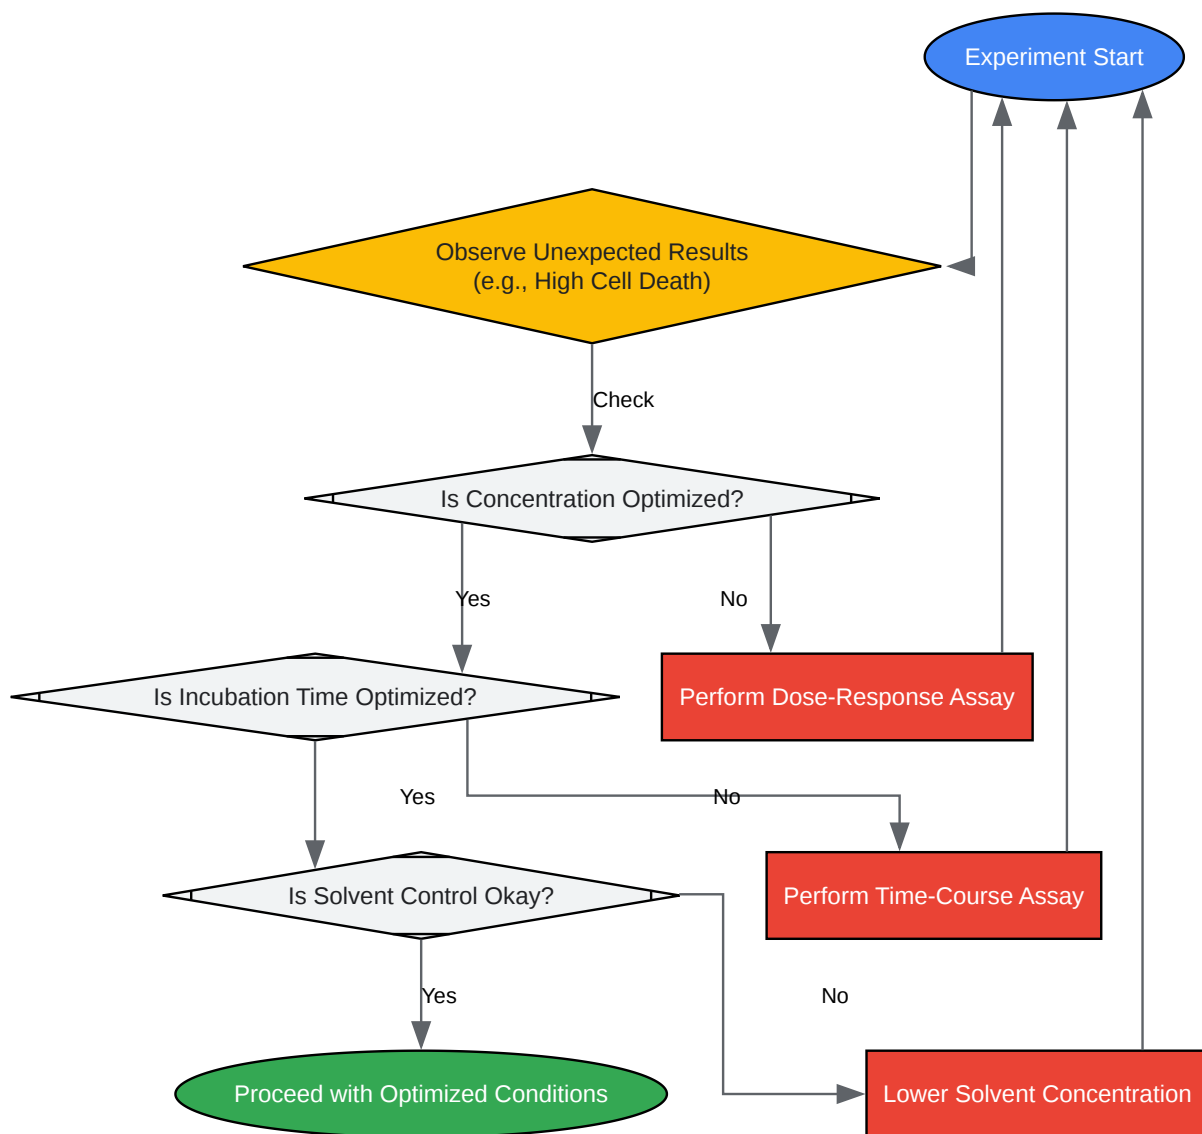 Experiment Start
Observe Unexpected Results
(e.g., High Cell Death)
Check
Is Concentration Optimized?
Yes
No
Is Incubation Time Optimized?
Perform Dose-Response Assay
Yes
No
Is Solvent Control Okay?
Perform Time-Course Assay
Yes
No
Proceed with Optimized Conditions
Lower Solvent Concentration